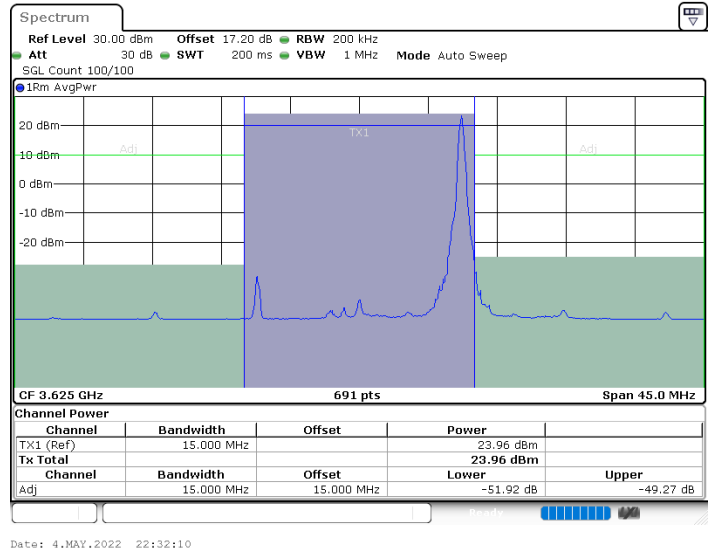 Spectrum
Ref Level 30.00 dBm Offset 17.20 dB RBW 200 kHz
Att 30 dB SWT 200 ms VBW 1 MHz Mode Auto Sweep
SGL Count 100/100
1Rm AvgPwr
20 dBm
TX1
Adj
Adj
10 dBm
0 dBm
-10 dBm
-20 dBm
CF 3.625 GHz 691 pts Span 45.0 MHz
Channel Power
Channel Bandwidth Offset Power
TX1 (Ref) 15.000 MHz 23.96 dBm
Tx Total 23.96 dBm
Channel Bandwidth Offset Lower Upper
Adj 15.000 MHz 15.000 MHz -51.92 dB -49.27 dB
Ready
Date: 4.MAY.2022 22:32:10